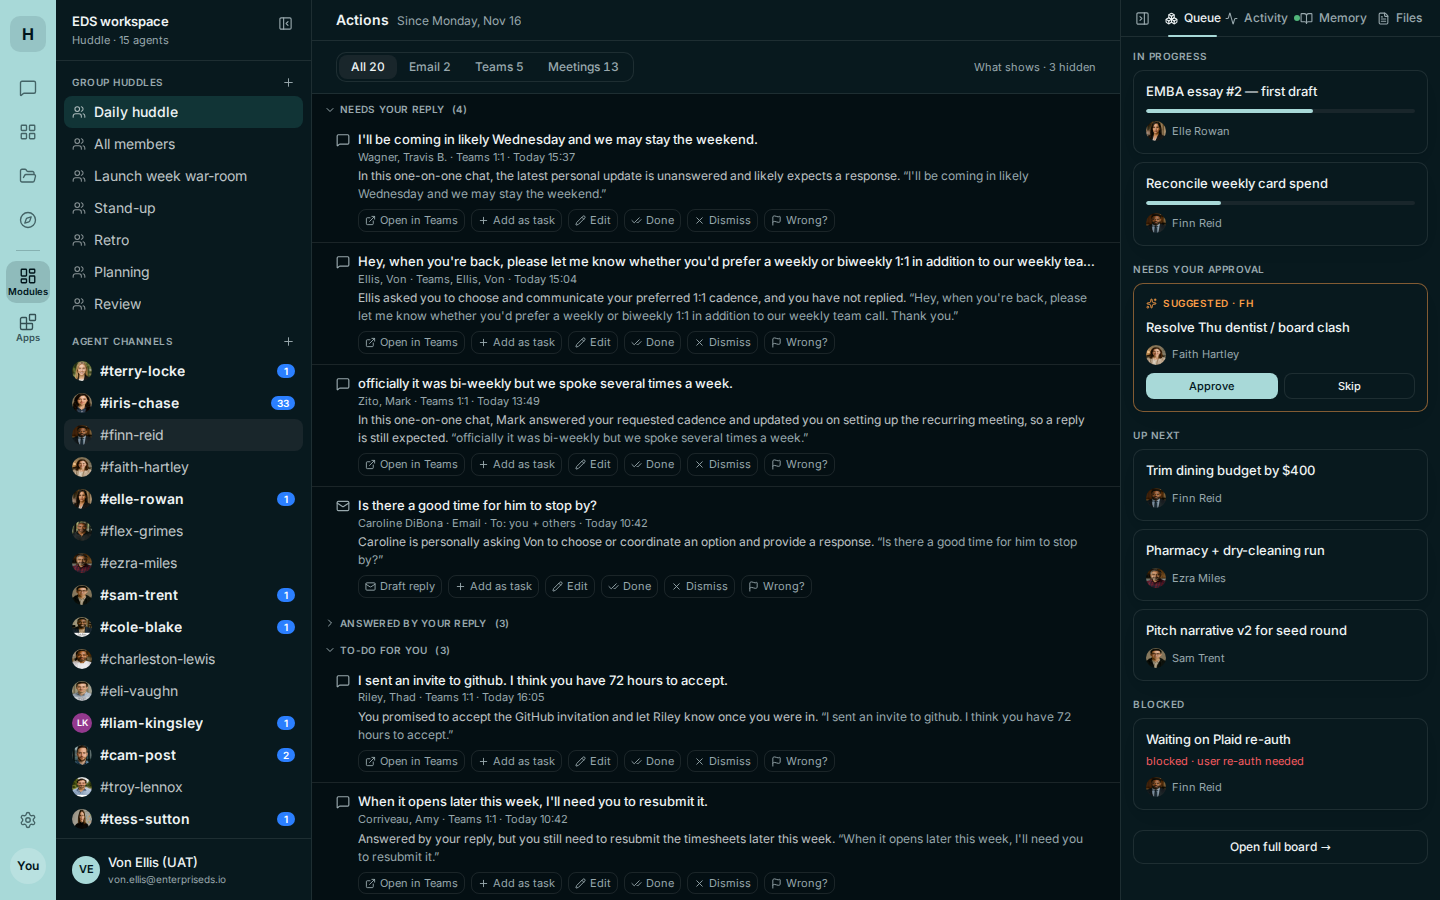 H
Modules
Apps
You
EDS workspace
Huddle · 15 agents
GROUP HUDDLES
Daily huddle
All members
Launch week war-room
Stand-up
Retro
Planning
Review
AGENT CHANNELS
#terry-locke 1
#iris-chase 33
#finn-reid
#faith-hartley
#elle-rowan 1
#flex-grimes
#ezra-miles
#sam-trent 1
#cole-blake 1
#charleston-lewis
#eli-vaughn
LK #liam-kingsley 1
#cam-post 2
#troy-lennox
#tess-sutton 1
VE Von Ellis (UAT)
von.ellis@enterpriseds.io
Actions Since Monday, Nov 16
All 20 Email 2 Teams 5 Meetings 13
What shows · 3 hidden
NEEDS YOUR REPLY (4)
I'll be coming in likely Wednesday and we may stay the weekend.
Wagner, Travis B. · Teams 1:1 · Today 15:37
In this one-on-one chat, the latest personal update is unanswered and likely expects a response. “I'll be coming in likely
Wednesday and we may stay the weekend.”
Open in Teams Add as task Edit Done Dismiss Wrong?
Hey, when you're back, please let me know whether you'd prefer a weekly or biweekly 1:1 in addition to our weekly tea...
Ellis, Von · Teams, Ellis, Von · Today 15:04
Ellis asked you to choose and communicate your preferred 1:1 cadence, and you have not replied. “Hey, when you're back, please
let me know whether you'd prefer a weekly or biweekly 1:1 in addition to our weekly team call. Thank you.”
Open in Teams Add as task Edit Done Dismiss Wrong?
officially it was bi-weekly but we spoke several times a week.
Zito, Mark · Teams 1:1 · Today 13:49
In this one-on-one chat, Mark answered your requested cadence and updated you on setting up the recurring meeting, so a reply
is still expected. “officially it was bi-weekly but we spoke several times a week.”
Open in Teams Add as task Edit Done Dismiss Wrong?
Is there a good time for him to stop by?
Caroline DiBona · Email · To: you + others · Today 10:42
Caroline is personally asking Von to choose or coordinate an option and provide a response. “Is there a good time for him to stop
by?”
Draft reply Add as task Edit Done Dismiss Wrong?
ANSWERED BY YOUR REPLY (3)
TO-DO FOR YOU (3)
I sent an invite to github. I think you have 72 hours to accept.
Riley, Thad · Teams 1:1 · Today 16:05
You promised to accept the GitHub invitation and let Riley know once you were in. “I sent an invite to github. I think you have 72
hours to accept.”
Open in Teams Add as task Edit Done Dismiss Wrong?
When it opens later this week, I'll need you to resubmit it.
Corriveau, Amy · Teams 1:1 · Today 10:42
Answered by your reply, but you still need to resubmit the timesheets later this week. “When it opens later this week, I'll need you
to resubmit it.”
Open in Teams Add as task Edit Done Dismiss Wrong?
Queue Activity Memory Files
IN PROGRESS
EMBA essay #2 — first draft
Elle Rowan
Reconcile weekly card spend
Finn Reid
NEEDS YOUR APPROVAL
SUGGESTED · FH
Resolve Thu dentist / board clash
Faith Hartley
Approve Skip
UP NEXT
Trim dining budget by $400
Finn Reid
Pharmacy + dry-cleaning run
Ezra Miles
Pitch narrative v2 for seed round
Sam Trent
BLOCKED
Waiting on Plaid re-auth
blocked · user re-auth needed
Finn Reid
Open full board →